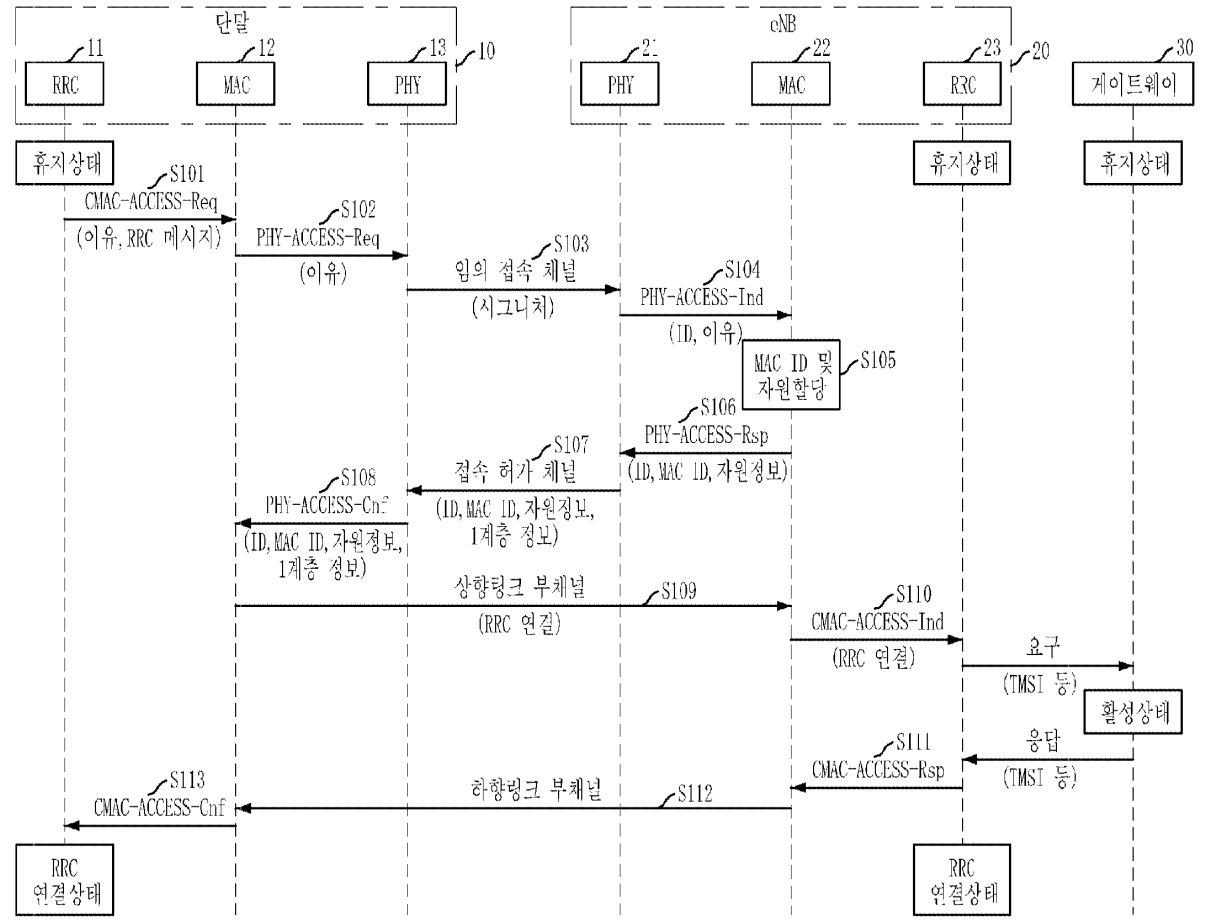 단말
eNB
11
12
13
10
21
22
23
20
30
RRC
MAC
PHY
PHY
MAC
RRC
게이트웨이
휴지상태
휴지상태
휴지상태
S101
CMAC-ACCESS-Req
(이유, RRC 메시지)
S102
PHY-ACCESS-Req
(이유)
S103
임의 접속 채널
(시그니처)
S104
PHY-ACCESS-Ind
(ID, 이유)
MAC ID 및
자원할당
S105
S106
PHY-ACCESS-Rsp
(ID, MAC ID, 자원정보)
S107
접속 허가 채널
(ID, MAC ID, 자원정보,
1계층 정보)
S108
PHY-ACCESS-Cnf
(ID, MAC ID, 자원정보,
1계층 정보)
상향링크 부채널
S109
(RRC 연결)
S110
CMAC-ACCESS-Ind
(RRC 연결)
요구
(TMSI 등)
활성상태
응답
(TMSI 등)
S111
CMAC-ACCESS-Rsp
하향링크 부채널
S112
S113
CMAC-ACCESS-Cnf
RRC
연결상태
RRC
연결상태